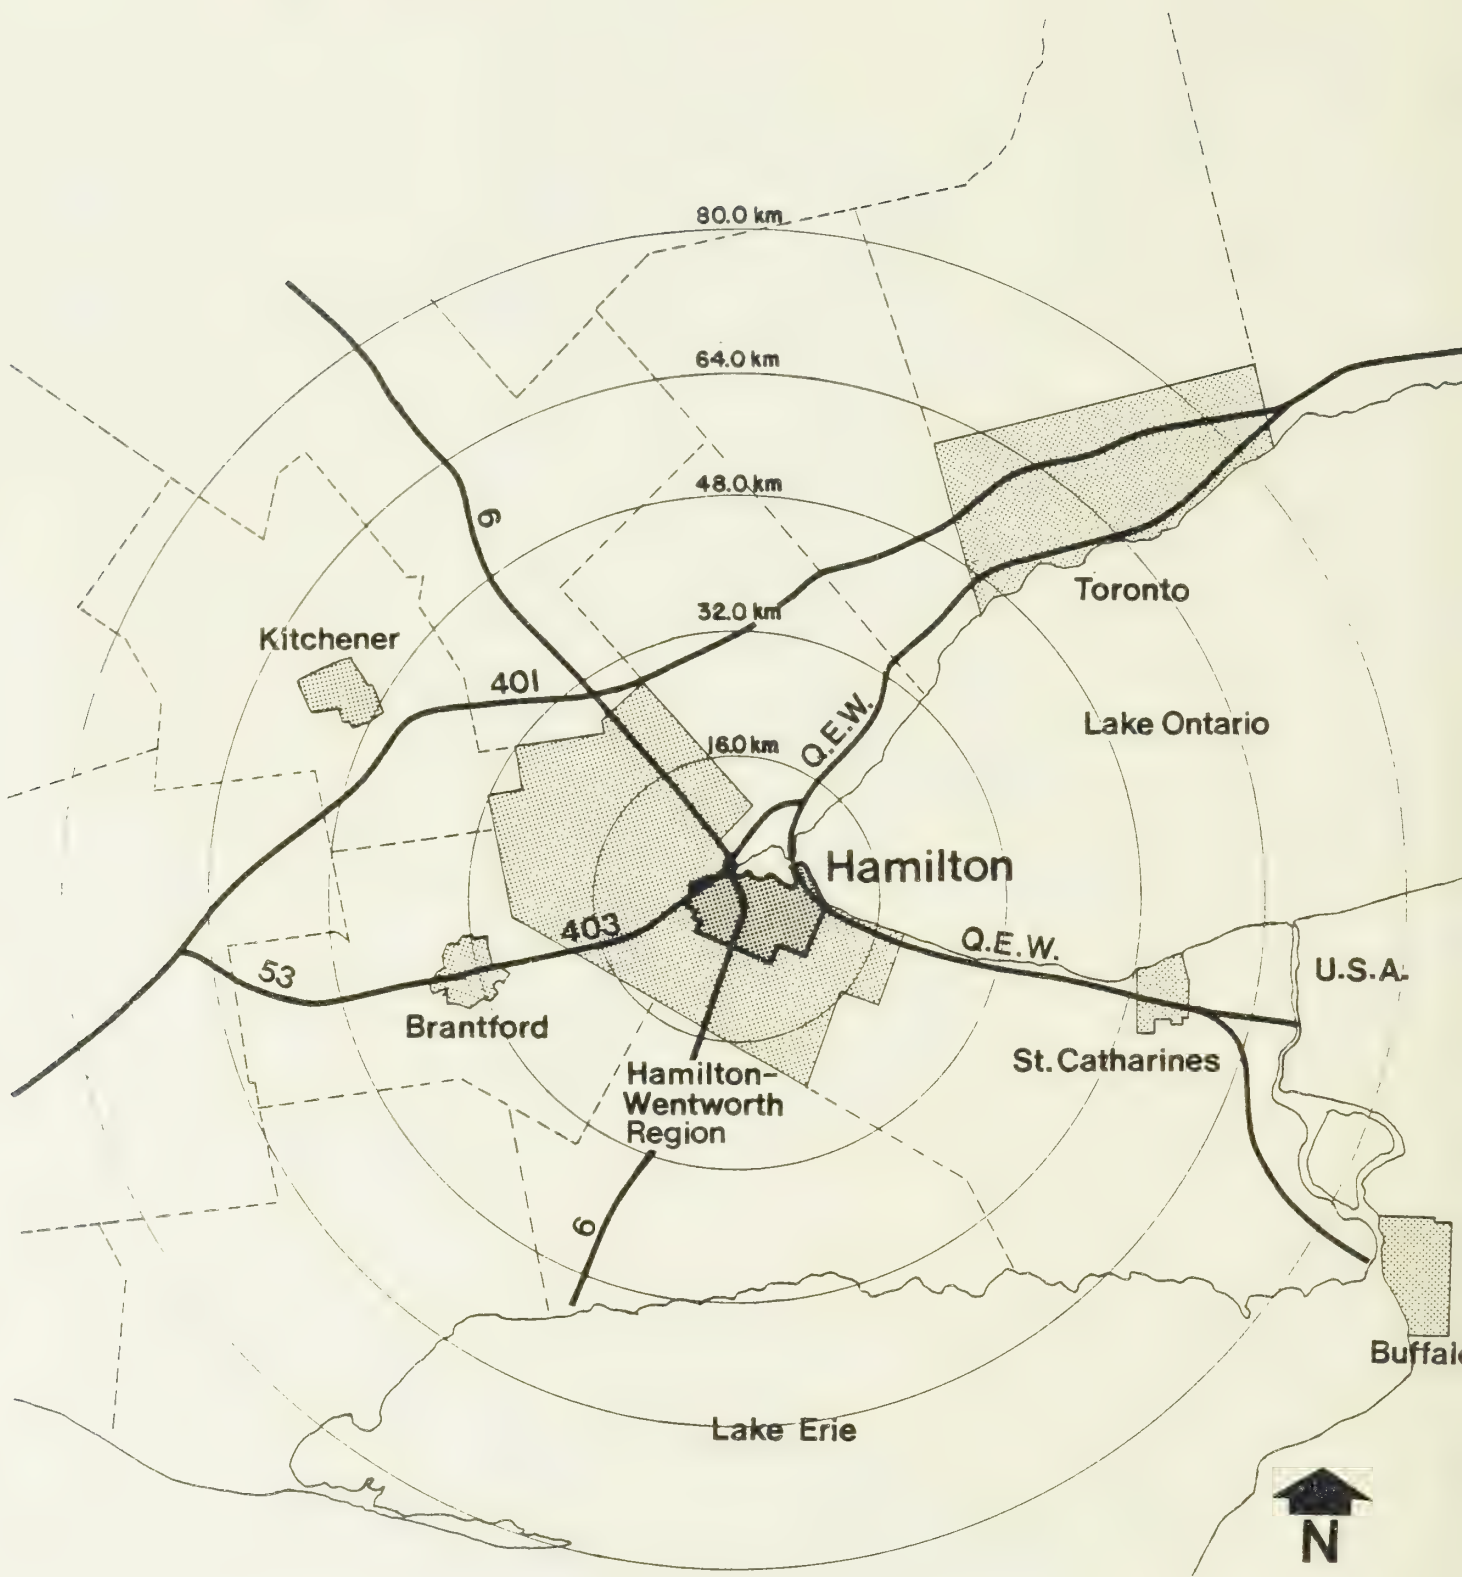 80.0 km
64.0 km
48.0 km
6
32.0 km
Toronto
Kitchener
401
Q.E.W.
Lake Ontario
16.0 km
Hamilton
403
Q.E.W.
53
U.S.A.
Brantford
St. Catharines
Hamilton-
Wentworth
Region
6
Lake Erie
N